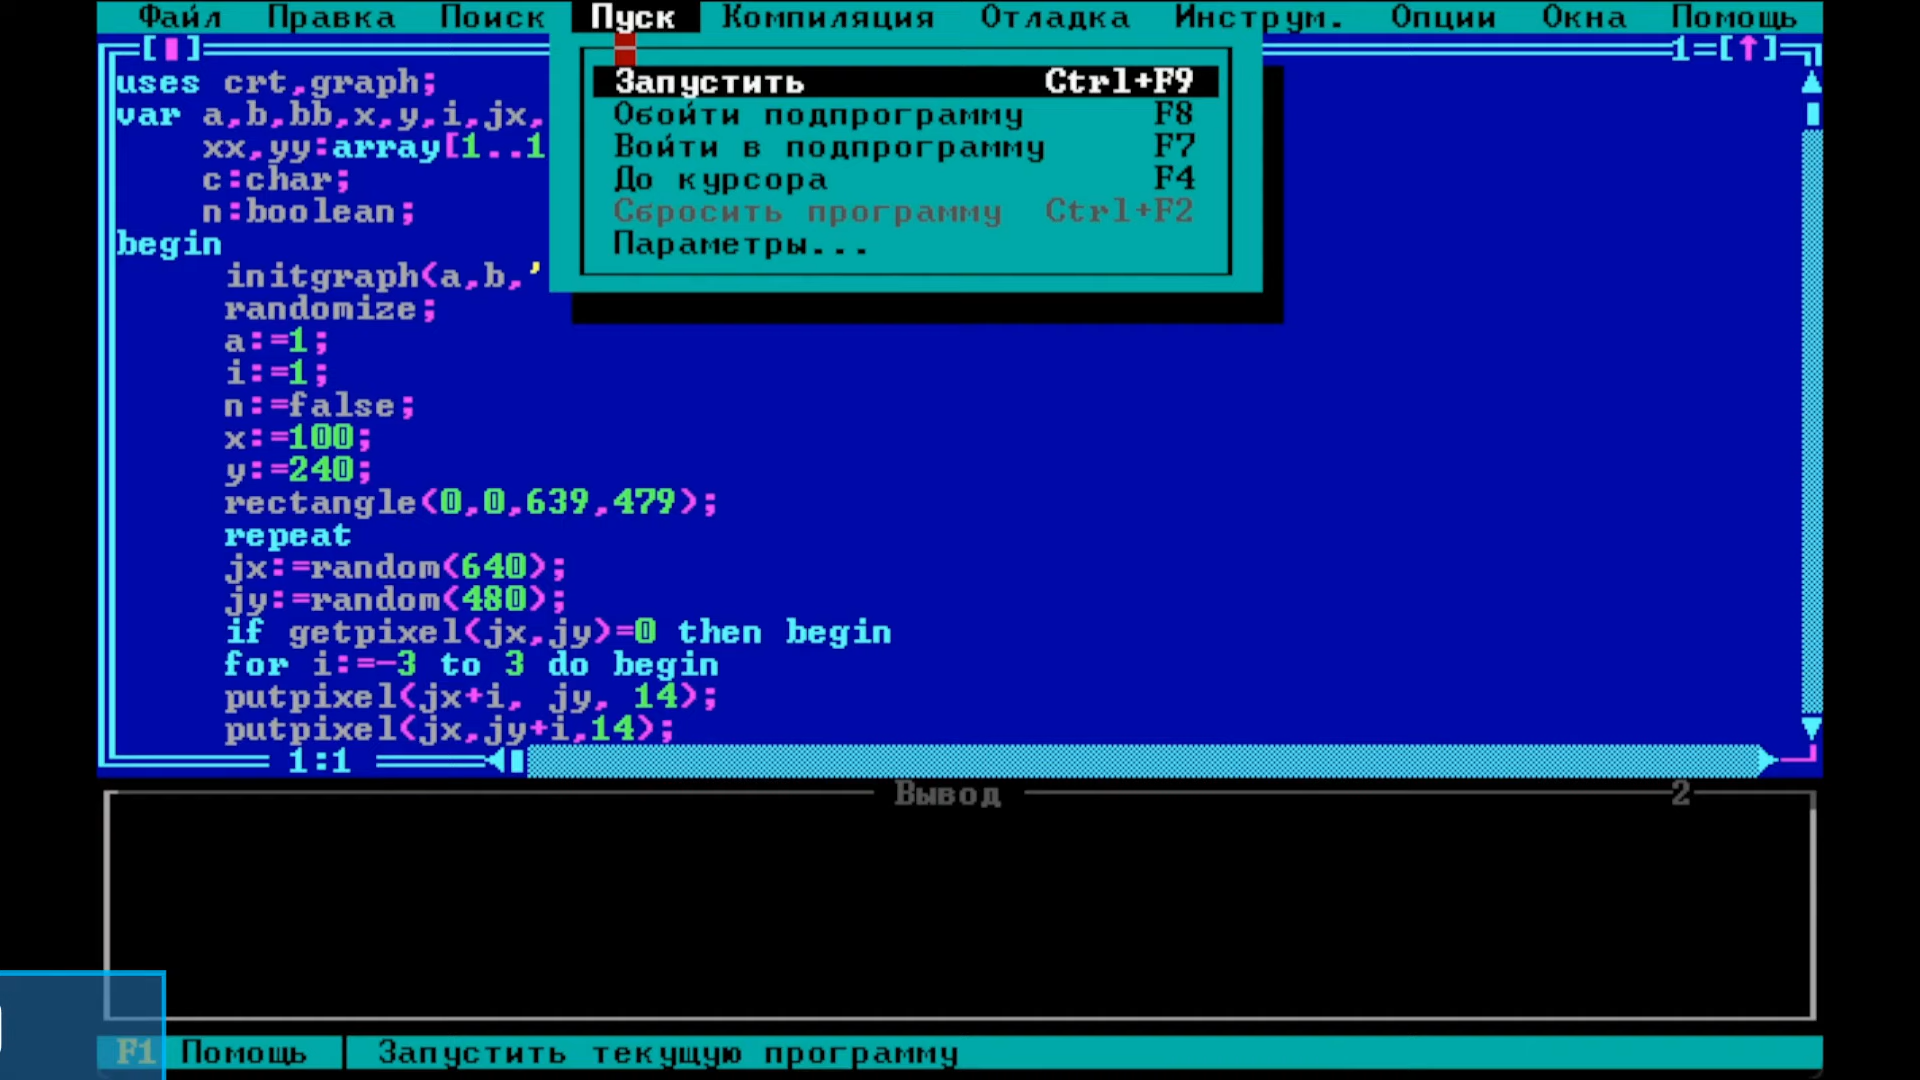 Файл Правка Поиск Пуск Компиляция Отладка Инструм. Опции Окна Помощь
1=[↑]
Запустить Ctrl+F9
Обойти подпрограмму F8
Войти в подпрограмму F7
До курсора F4
Сбросить программу Ctrl+F2
Параметры...
uses crt,graph;
var a,b,bb,x,y,i,jx,
xx,yy:array[1..1
c:char;
n:boolean;
begin
initgraph(a,b,'
randomize;
a:=1;
i:=1;
n:=false;
x:=100;
y:=240;
rectangle(0,0,639,479);
repeat
jx:=random(640);
jy:=random(480);
if getpixel(jx,jy)=0 then begin
for i:=-3 to 3 do begin
putpixel(jx+i, jy, 14);
putpixel(jx,jy+i,14);
1:1
Вывод 2
F1 Помощь Запустить текущую программу